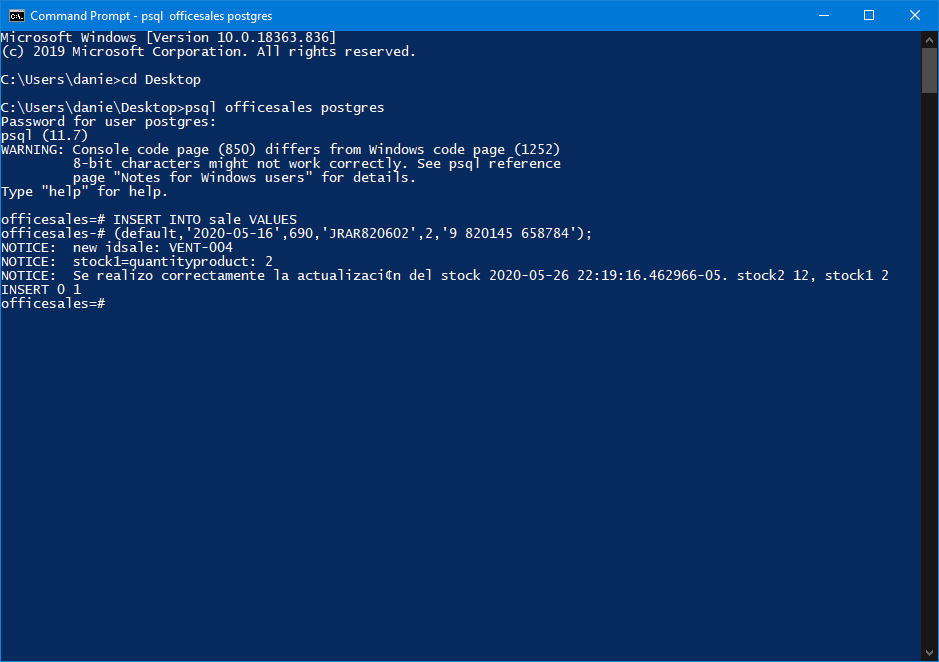 Command Prompt - psql  officesales postgres
Microsoft Windows [Version 10.0.18363.836]
(c) 2019 Microsoft Corporation. All rights reserved.
C:\Users\danie>cd Desktop
C:\Users\danie\Desktop>psql officesales postgres
Password for user postgres:
psql (11.7)
WARNING: Console code page (850) differs from Windows code page (1252)
         8-bit characters might not work correctly. See psql reference
         page "Notes for Windows users" for details.
Type "help" for help.
officesales=# INSERT INTO sale VALUES
officesales-# (default,'2020-05-16',690,'JRAR820602',2,'9 820145 658784');
NOTICE:  new idsale: VENT-004
NOTICE:  stock1=quantityproduct: 2
NOTICE:  Se realizo correctamente la actualizaci¢n del stock 2020-05-26 22:19:16.462966-05. stock2 12, stock1 2
INSERT 0 1
officesales=#